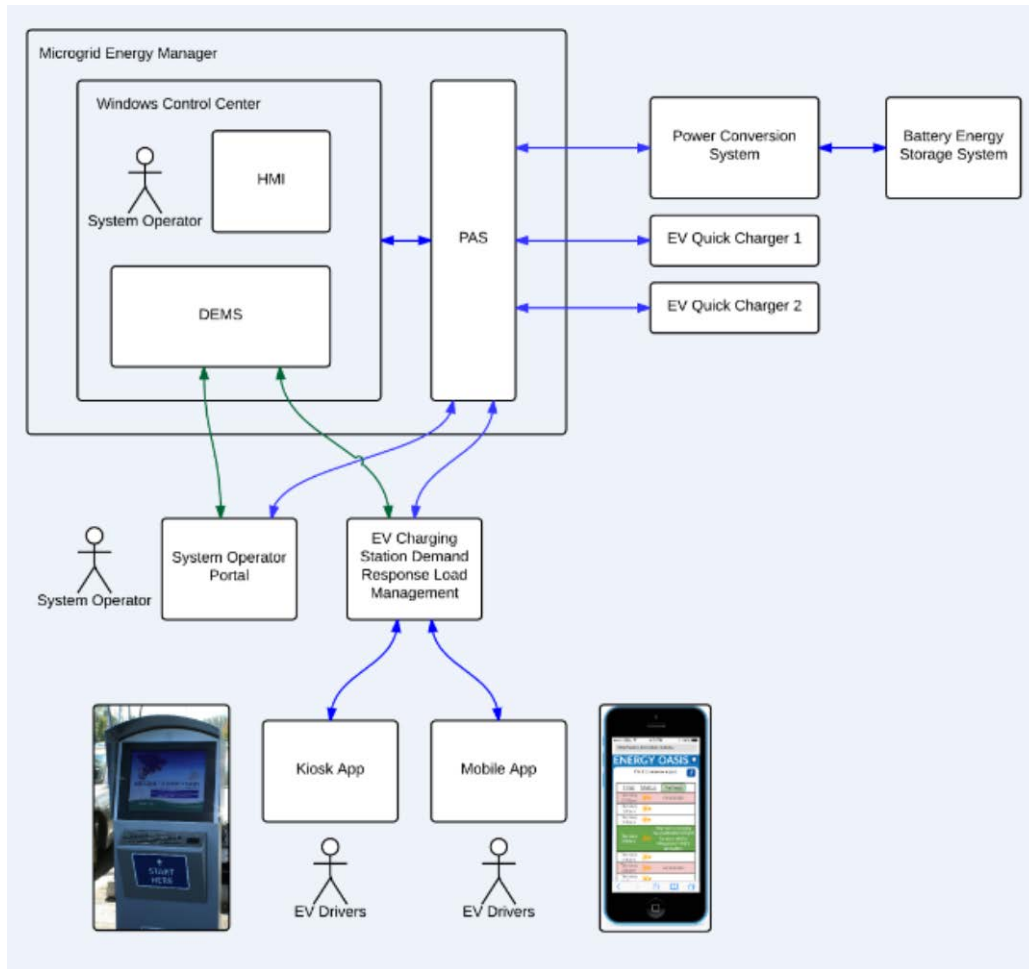 Microgrid Energy Manager
Windows Control Center
System Operator
HMI
DEMS
PAS
Power Conversion
System
Battery Energy
Storage System
EV Quick Charger 1
EV Quick Charger 2
System Operator
System Operator
Portal
EV Charging
Station Demand
Response Load
Management
Kiosk App
Mobile App
EV Drivers
EV Drivers
START
HERE
ENERGY OASIS